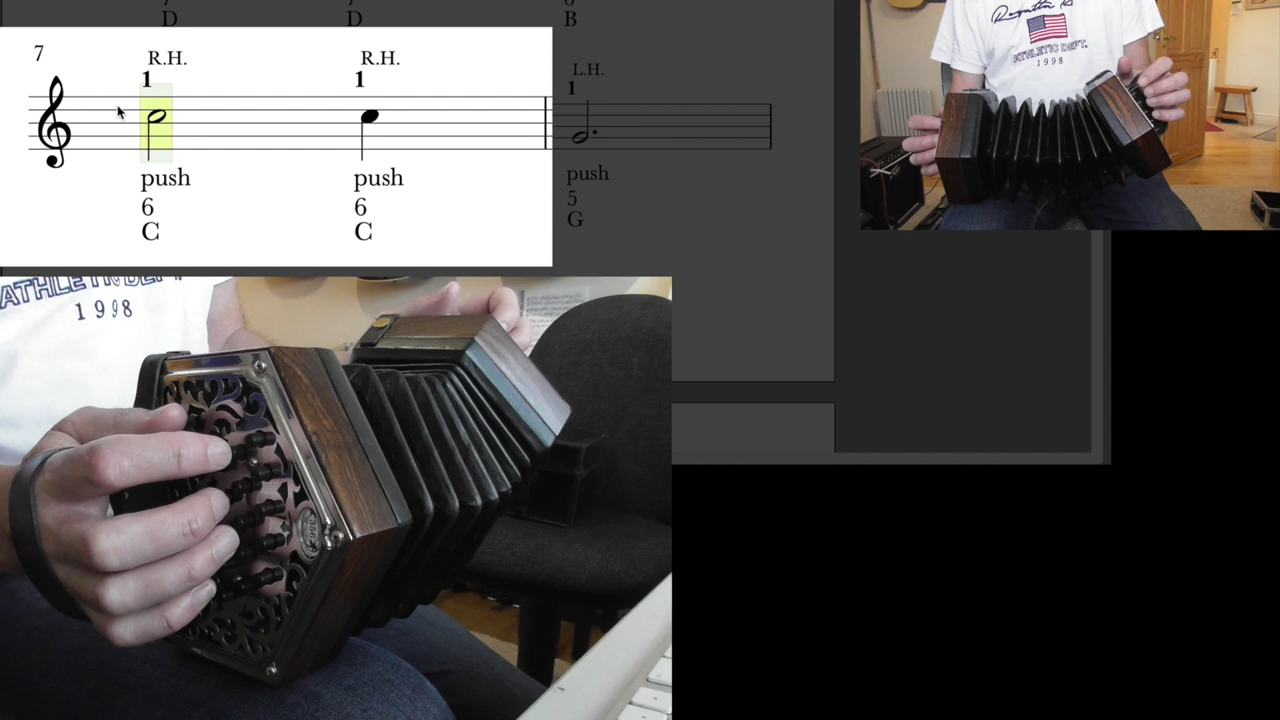 D D B
7
R.H. R.H.
1 1
L.H.
1
push push
6 6
C C
push
5
G
ATHLETIC DEPT.
1998
ATHLETIC DEPT.
1998